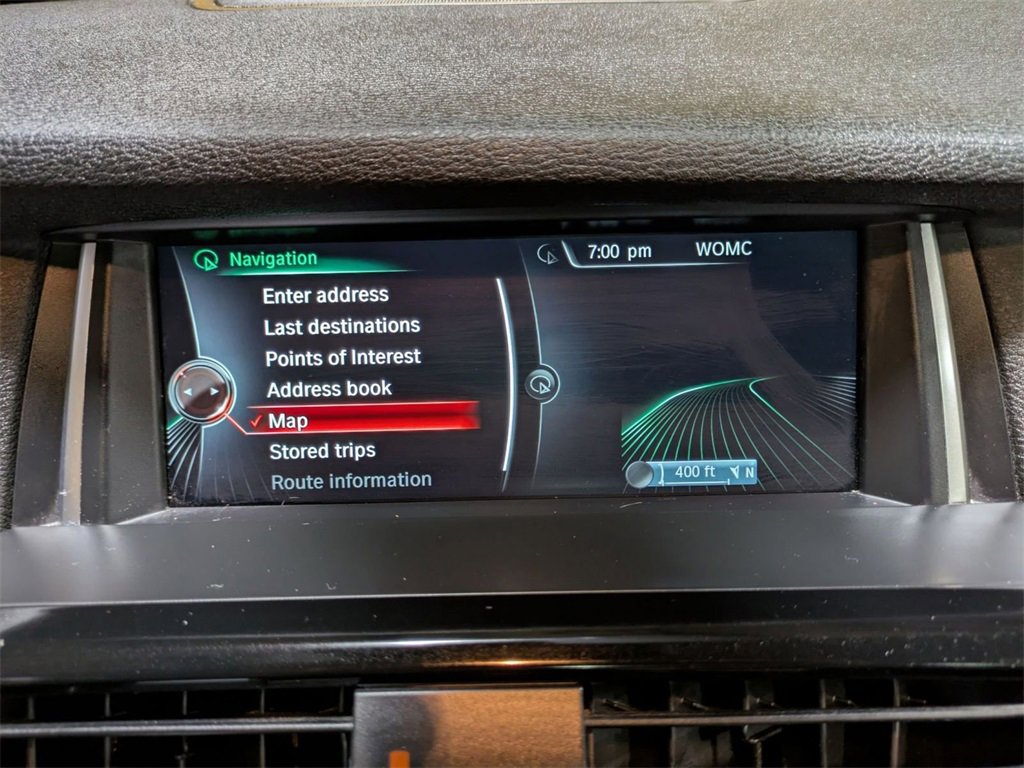 Navigation
7:00 pm WOMC
Enter address
Last destinations
Points of Interest
Address book
Map
Stored trips
Route information
400 ft N